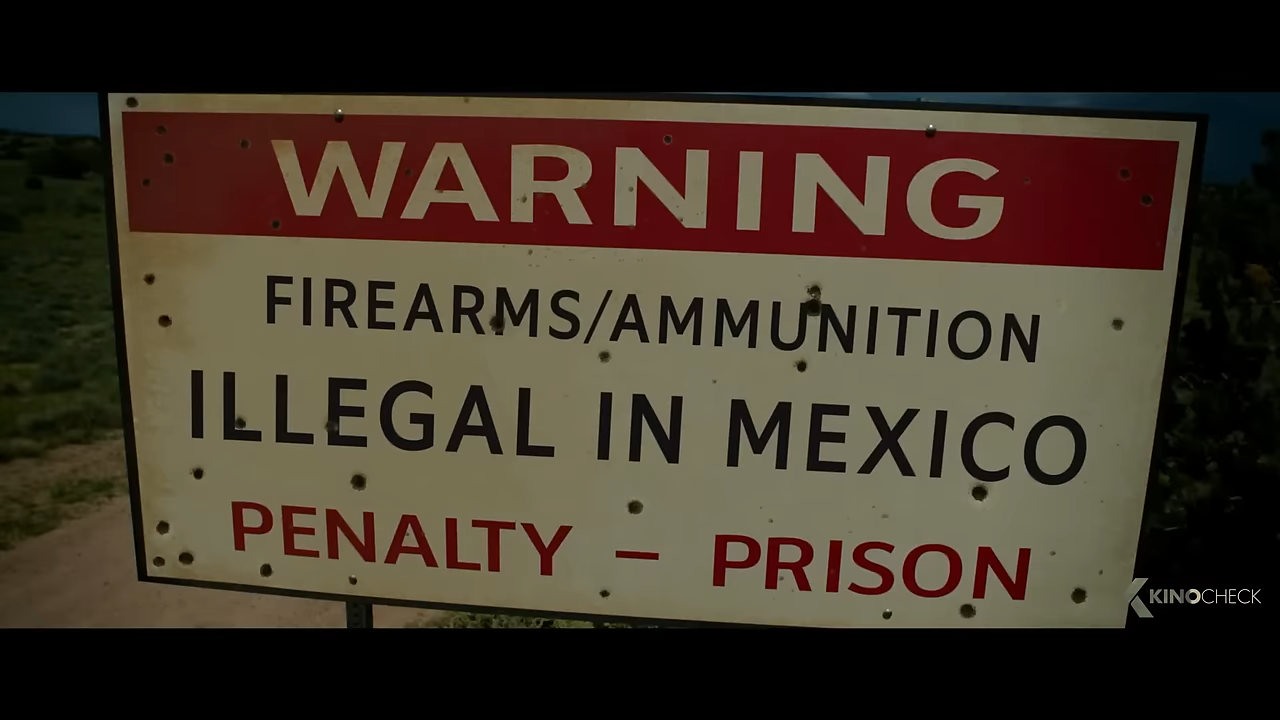 WARNING
FIREARMS/AMMUNITION
ILLEGAL IN MEXICO
PENALTY – PRISON
KINOCHECK